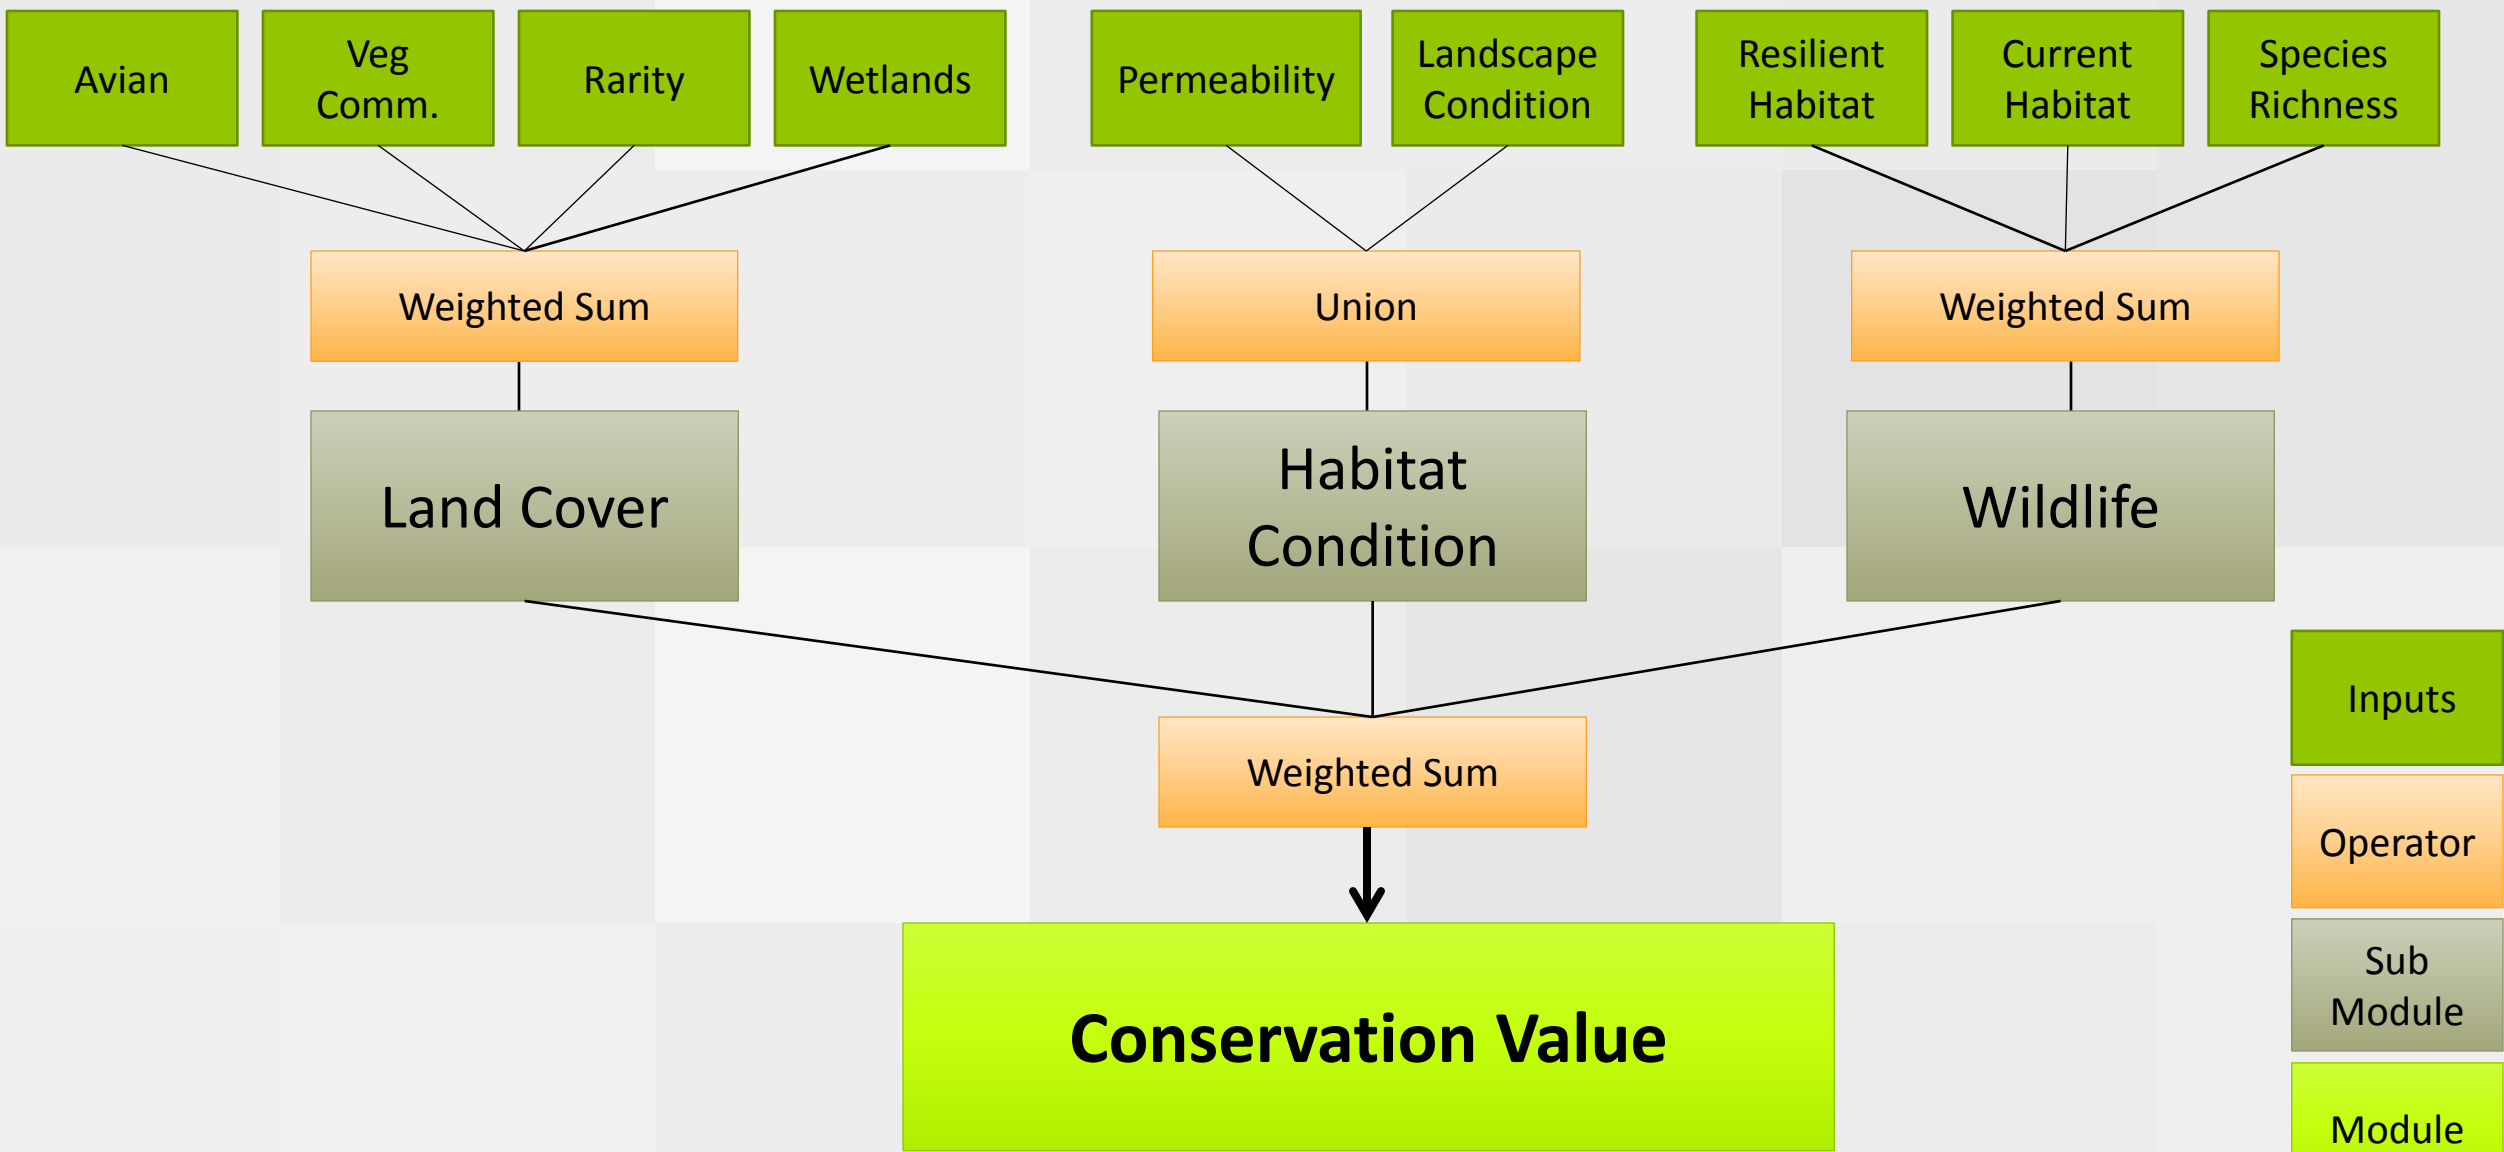 Avian
Veg
Comm.
Rarity
Wetlands
Permeability
Landscape
Condition
Resilient
Habitat
Current
Habitat
Species
Richness
Weighted Sum
Union
Weighted Sum
Land Cover
Habitat
Condition
Wildlife
Weighted Sum
Conservation Value
Inputs
Operator
Sub
Module
Module